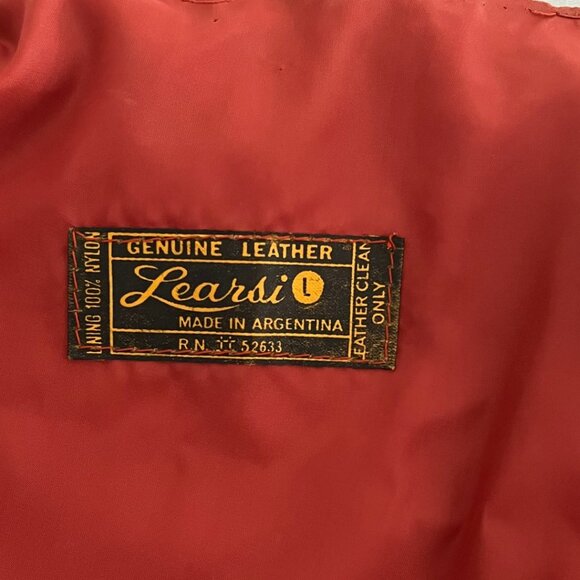 LINING 100% NYLON
GENUINE LEATHER
Learsi L
MADE IN ARGENTINA
R.N. 52633
LEATHER CLEAN
ONLY